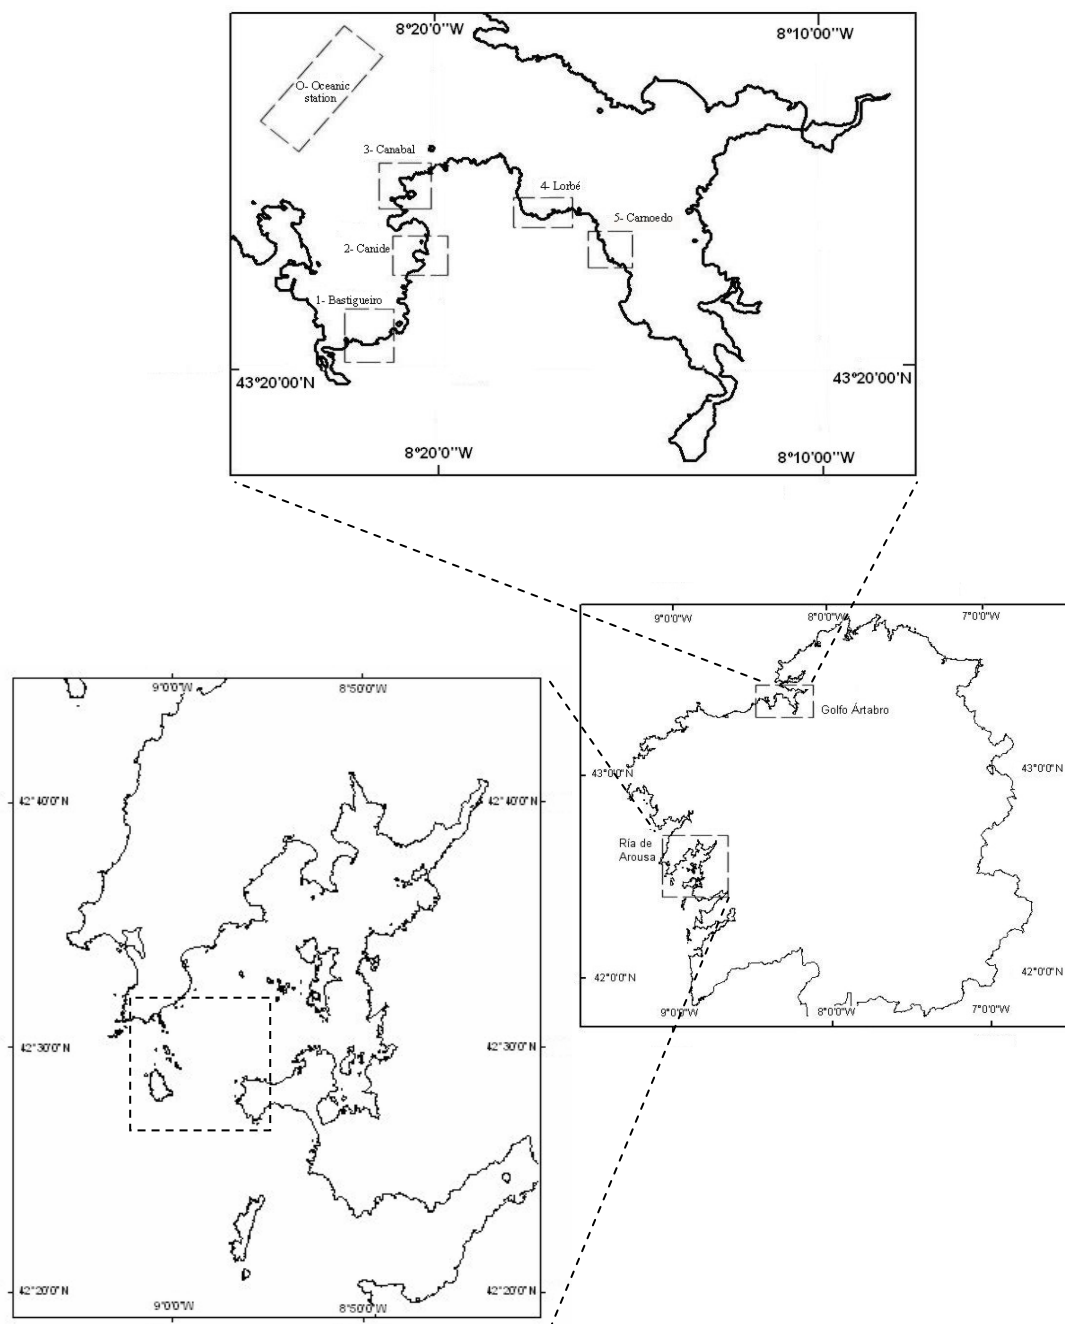 8°20'0''W
8°10'00''W
O- Oceanic
station
3- Canabal
4- Lorbé
5- Carnoedo
2- Canide
1- Bastigueiro
43°20'00'N
43°20'00''N
8°20'0''W
8°10'00''W
9°0'0"W
8°0'0"W
7°0'0"W
Golfo Ártabro
43°0'0"N
43°0'0"N
Ría de
Arousa
42°0'0"N
42°0'0"N
9°0'0"W
8°0'0"W
7°0'0"W
9°0'0"W
8°50'0"W
42°40'0"N
42°40'0"N
42°30'0"N
42°30'0"N
42°20'0"N
42°20'0"N
9°0'0"W
8°50'0"W